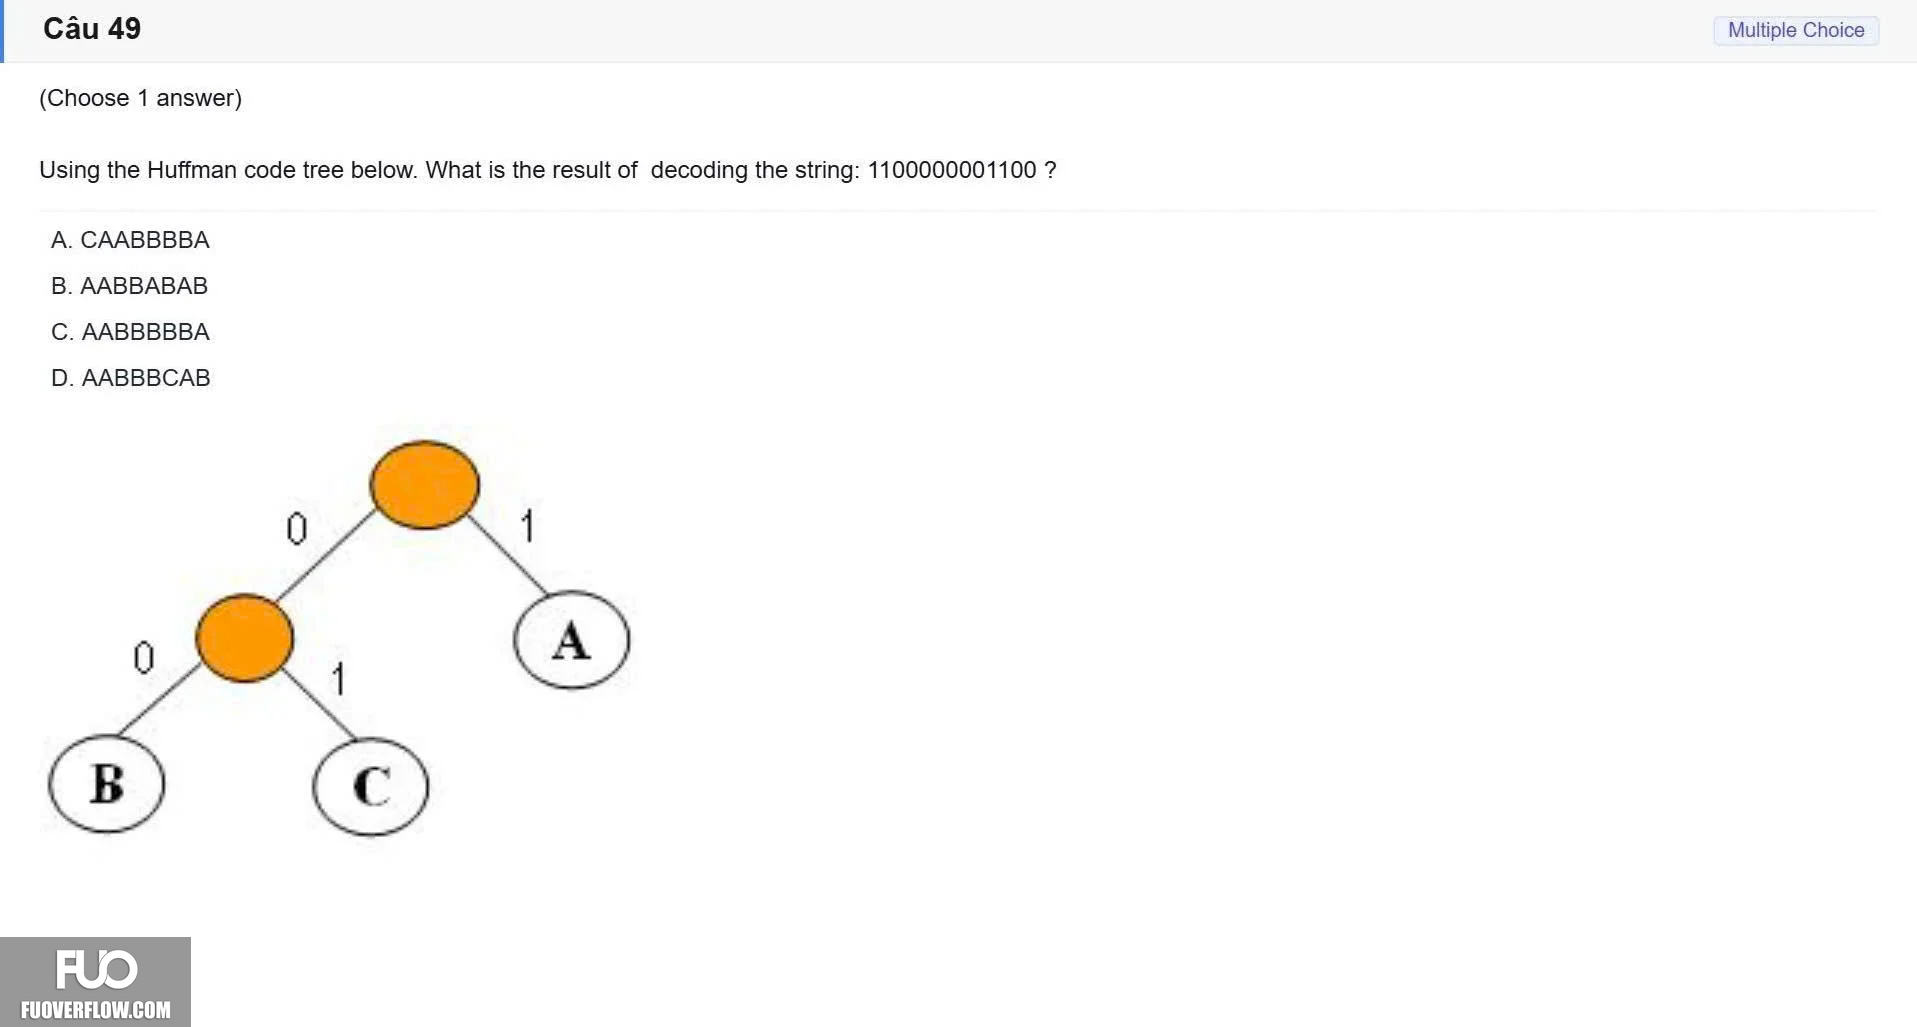 Câu 49
Multiple Choice
(Choose 1 answer)
Using the Huffman code tree below. What is the result of  decoding the string: 1100000001100 ?
A. CAABBBBA
B. AABBABAB
C. AABBBBBA
D. AABBBCAB
0
1
A
0
1
B
C
FUO
FUOVERFLOW.COM